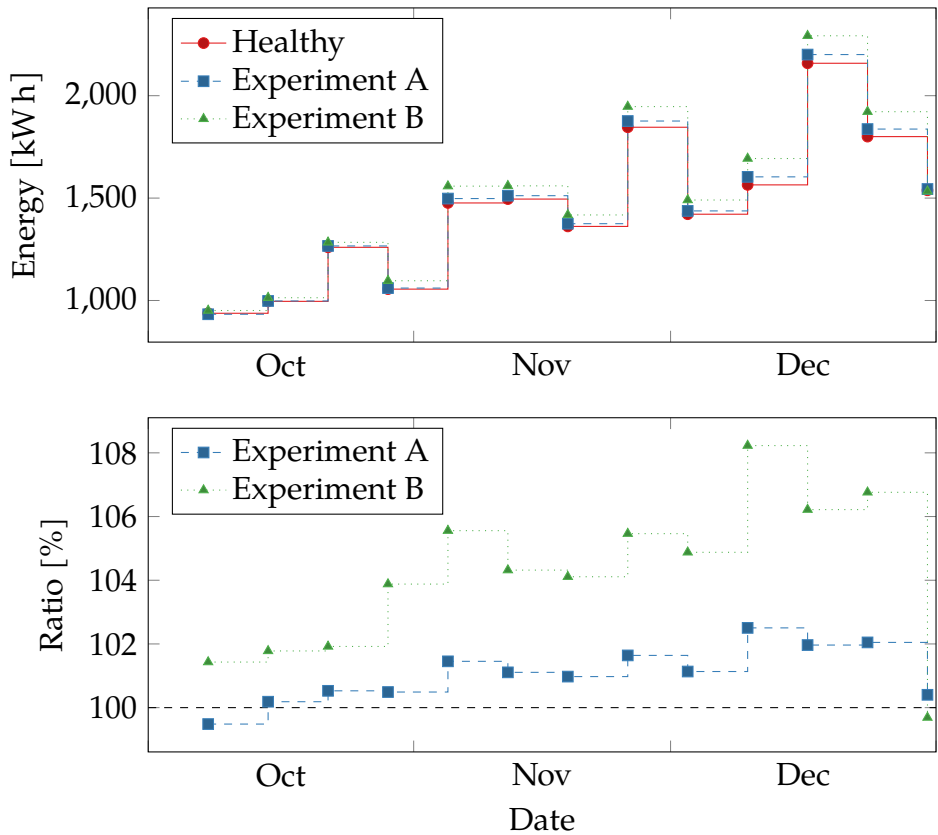 Energy [kW h]
2,000
1,500
1,000
Healthy
Experiment A
Experiment B
Oct
Nov
Dec
Ratio [%]
108
106
104
102
100
Experiment A
Experiment B
Oct
Nov
Dec
Date